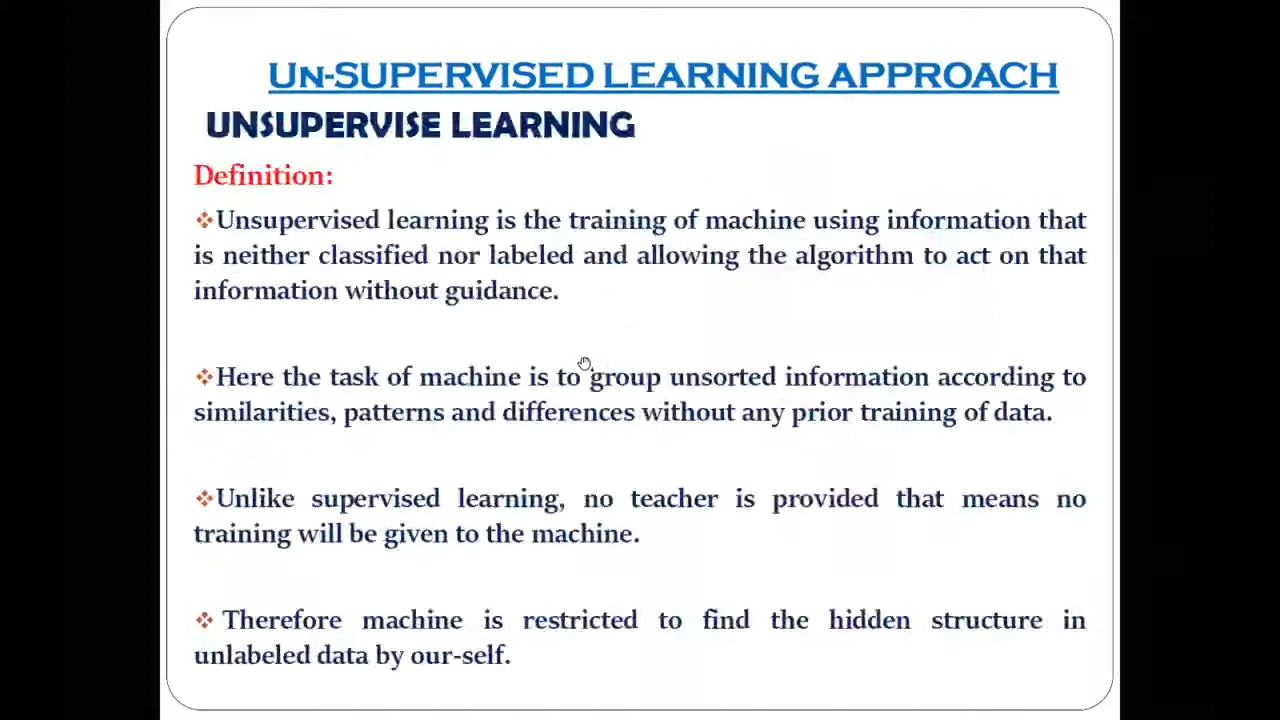 Un-SUPERVISED LEARNING APPROACH
UNSUPERVISE LEARNING
Definition:
❖Unsupervised learning is the training of machine using information that
is neither classified nor labeled and allowing the algorithm to act on that
information without guidance.
❖Here the task of machine is to group unsorted information according to
similarities, patterns and differences without any prior training of data.
❖Unlike supervised learning, no teacher is provided that means no
training will be given to the machine.
❖ Therefore machine is restricted to find the hidden structure in
unlabeled data by our-self.